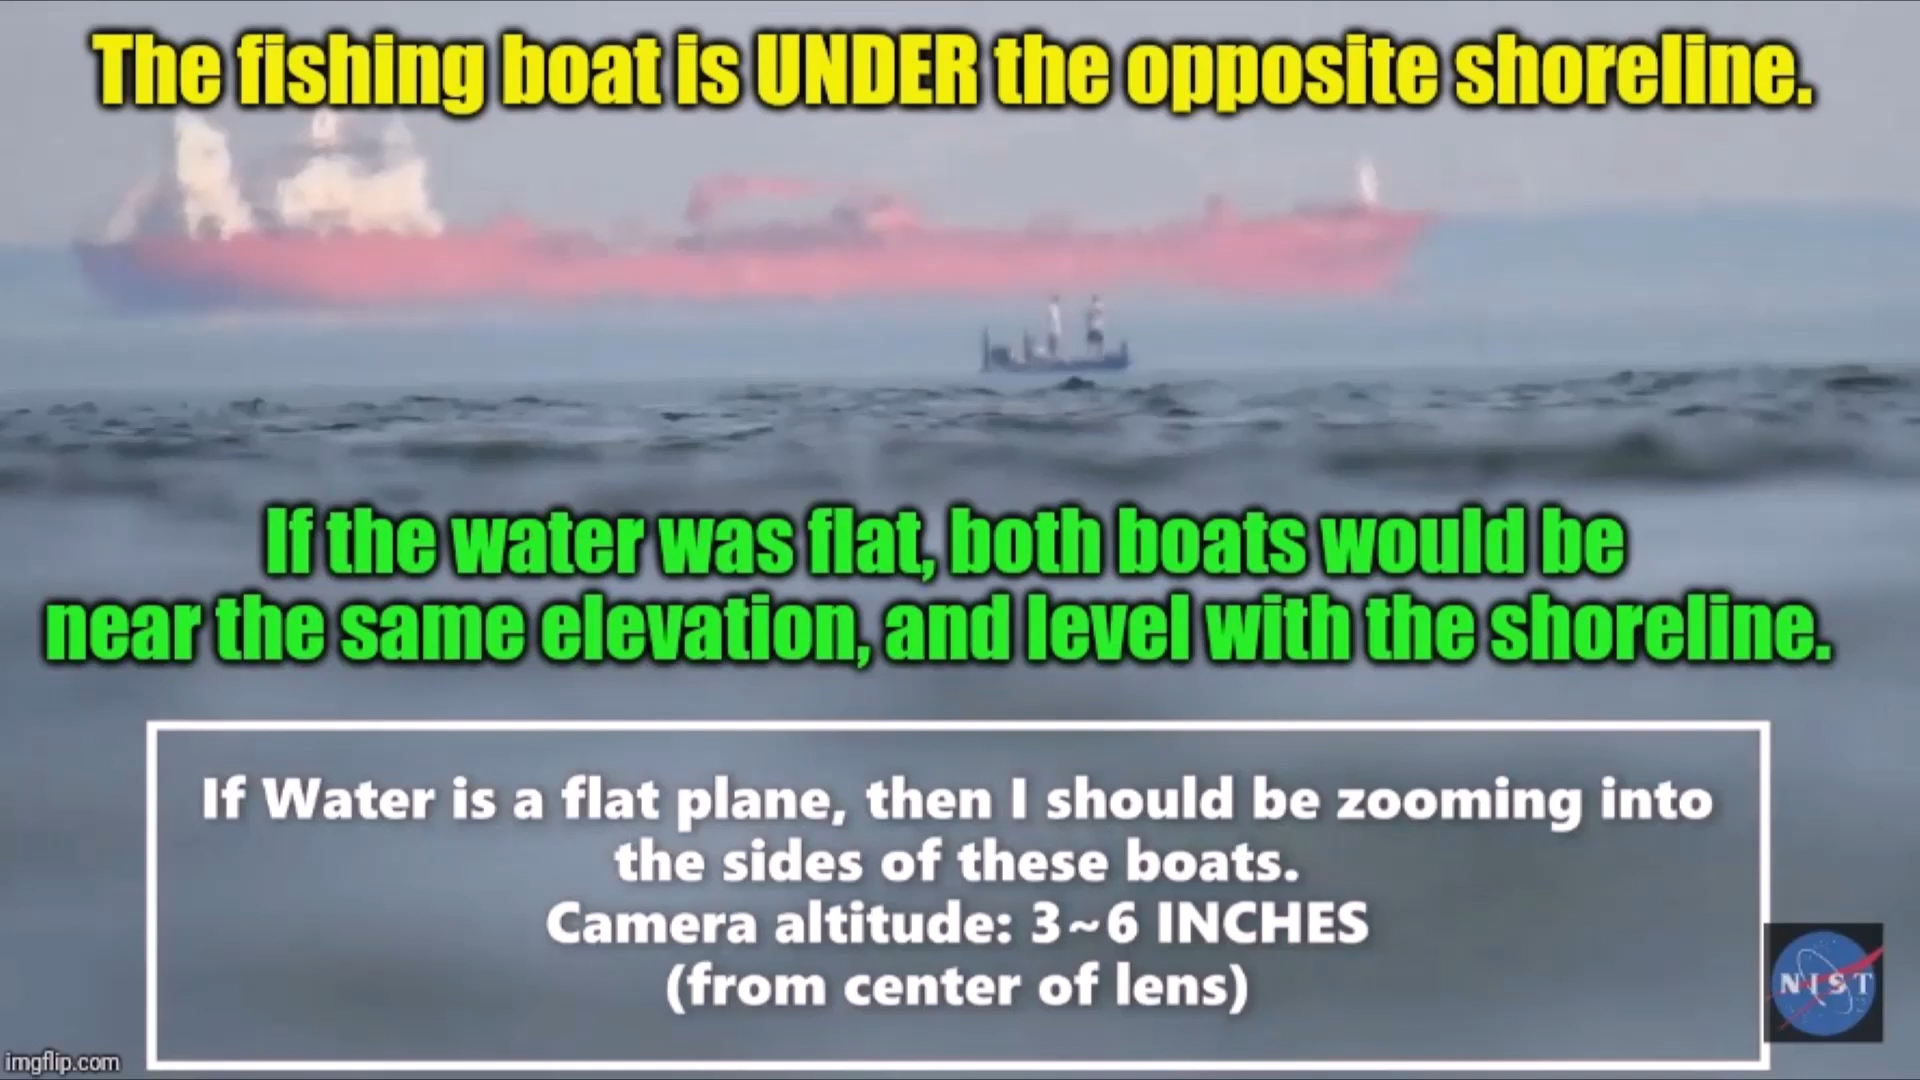 The fishing boat is UNDER the opposite shoreline.
If the water was flat, both boats would be
near the same elevation, and level with the shoreline.
If Water is a flat plane, then I should be zooming into
the sides of these boats.
Camera altitude: 3~6 INCHES
(from center of lens)
NIST
imgflip.com